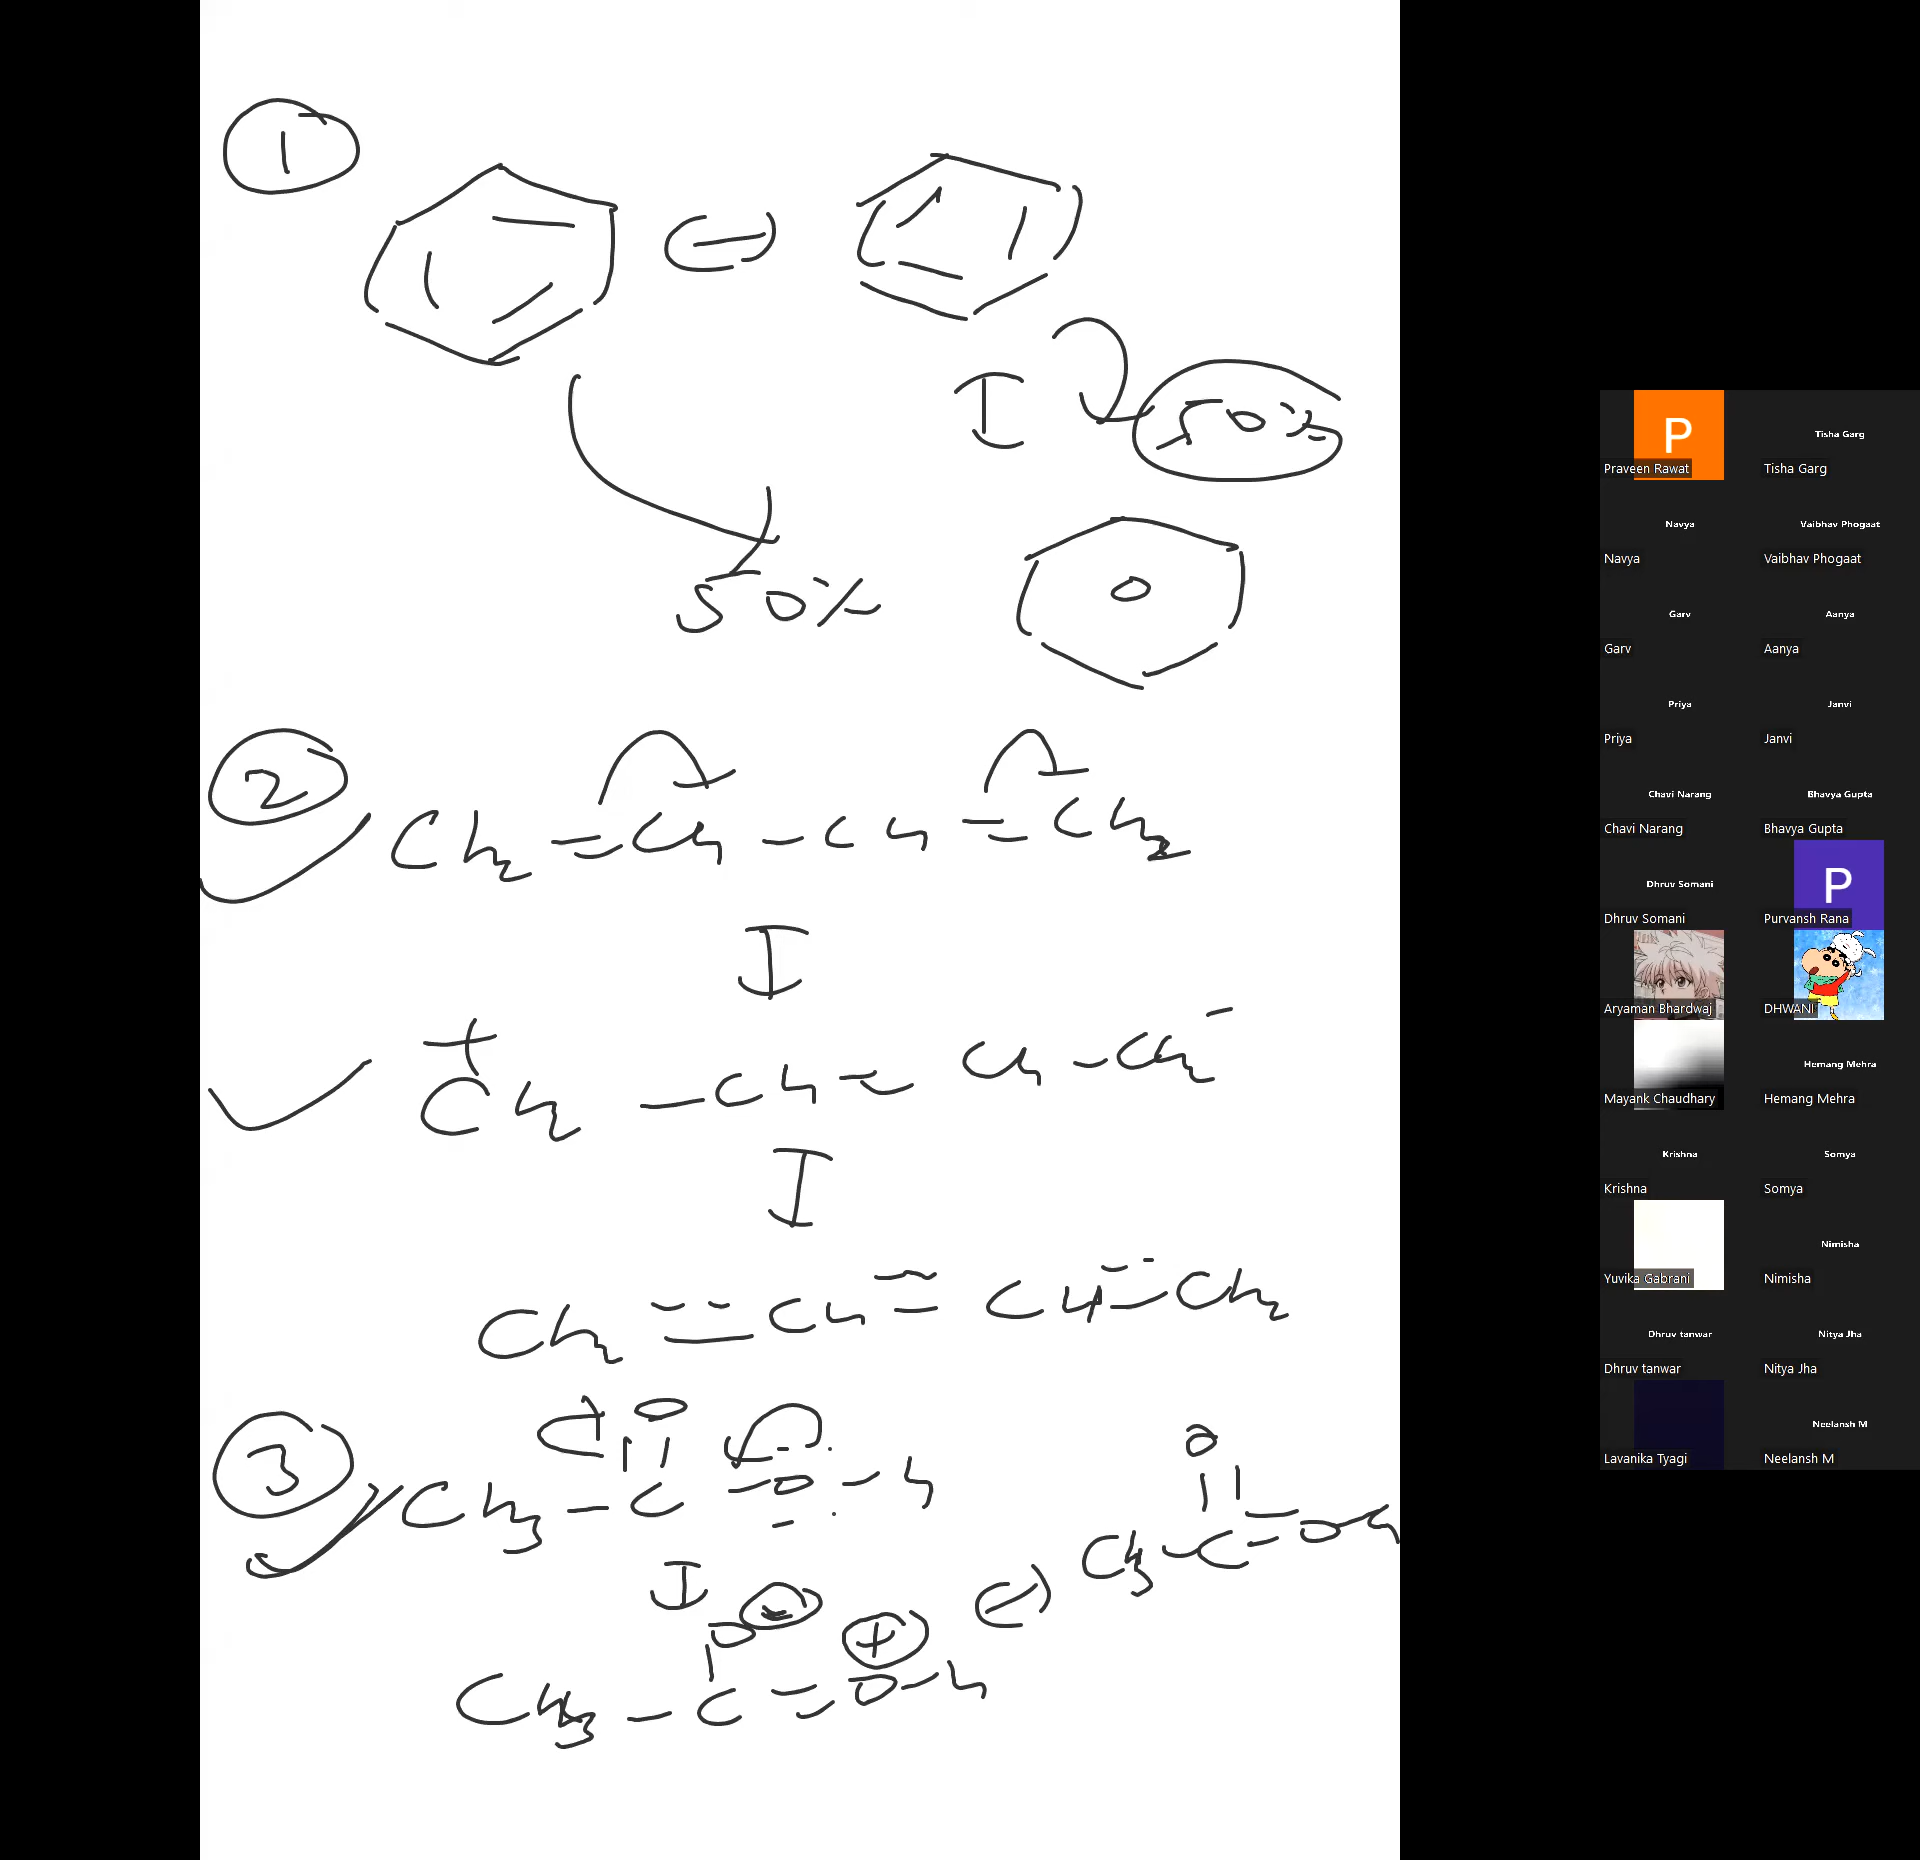 1
50%
50%
2
CH2 = CH - CH = CH2
+
CH2 - CH = CH - CH2 -
CH2 = CH = CH = CH2
3
O
CH3 - C - O - H
O
CH3 - C = OH
O - +
CH3 - C = O - H
P
Praveen Rawat
Tisha Garg
Tisha Garg
Navya
Vaibhav Phogaat
Navya
Vaibhav Phogaat
Garv
Aanya
Garv
Aanya
Priya
Janvi
Priya
Janvi
Chavi Narang
Bhavya Gupta
Chavi Narang
Bhavya Gupta
Dhruv Somani
P
Dhruv Somani
Purvansh Rana
Aryaman Bhardwaj
DHWANI
Hemang Mehra
Mayank Chaudhary
Hemang Mehra
Krishna
Somya
Krishna
Somya
Nimisha
Yuvika Gabrani
Nimisha
Dhruv tanwar
Nitya Jha
Dhruv tanwar
Nitya Jha
Neelansh M
Lavanika Tyagi
Neelansh M